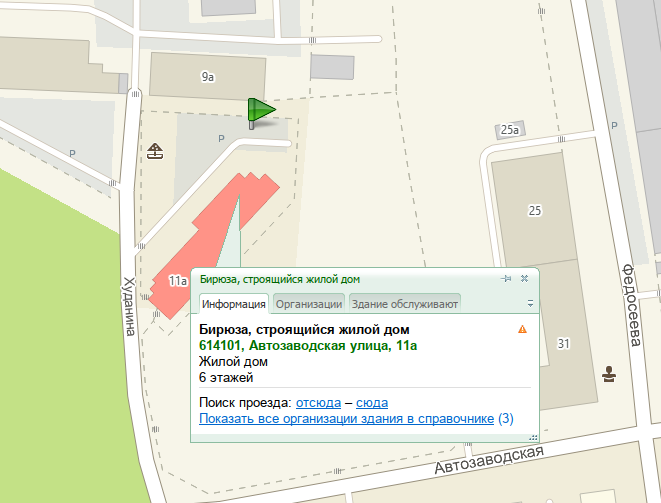 9а
P
P
P
25а
25
11а
Худанина
Федосеева
31
Бирюза, строящийся жилой дом
Информация Организации Здание обслуживают
Бирюза, строящийся жилой дом
614101, Автозаводская улица, 11а
Жилой дом
6 этажей
Поиск проезда: отсюда – сюда
Показать все организации здания в справочнике (3)
Автозаводская